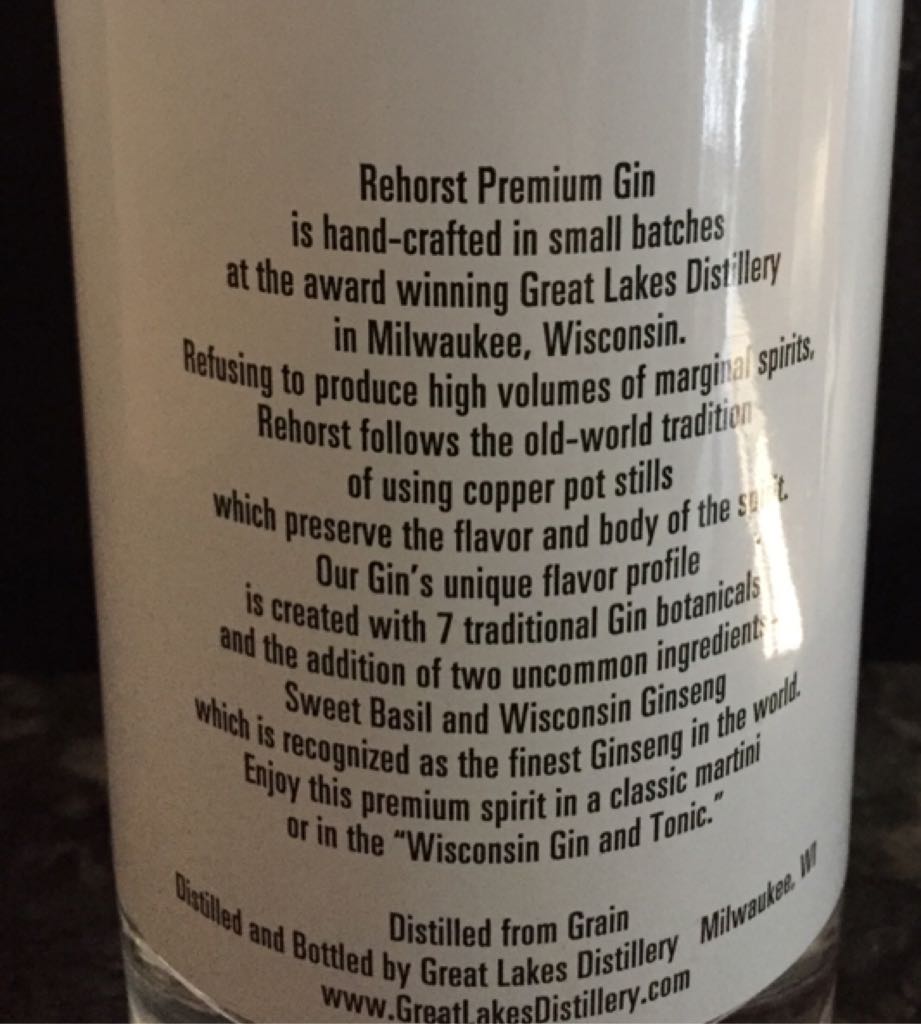 Rehorst Premium Gin
is hand-crafted in small batches
at the award winning Great Lakes Distillery
in Milwaukee, Wisconsin.
Refusing to produce high volumes of marginal spirits,
Rehorst follows the old-world tradition
of using copper pot stills
which preserve the flavor and body of the spirit.
Our Gin's unique flavor profile
is created with 7 traditional Gin botanicals
and the addition of two uncommon ingredients
Sweet Basil and Wisconsin Ginseng
which is recognized as the finest Ginseng in the world.
Enjoy this premium spirit in a classic martini
or in the "Wisconsin Gin and Tonic."
Distilled from Grain
Distilled and Bottled by Great Lakes Distillery Milwaukee, WI
www.GreatLakesDistillery.com